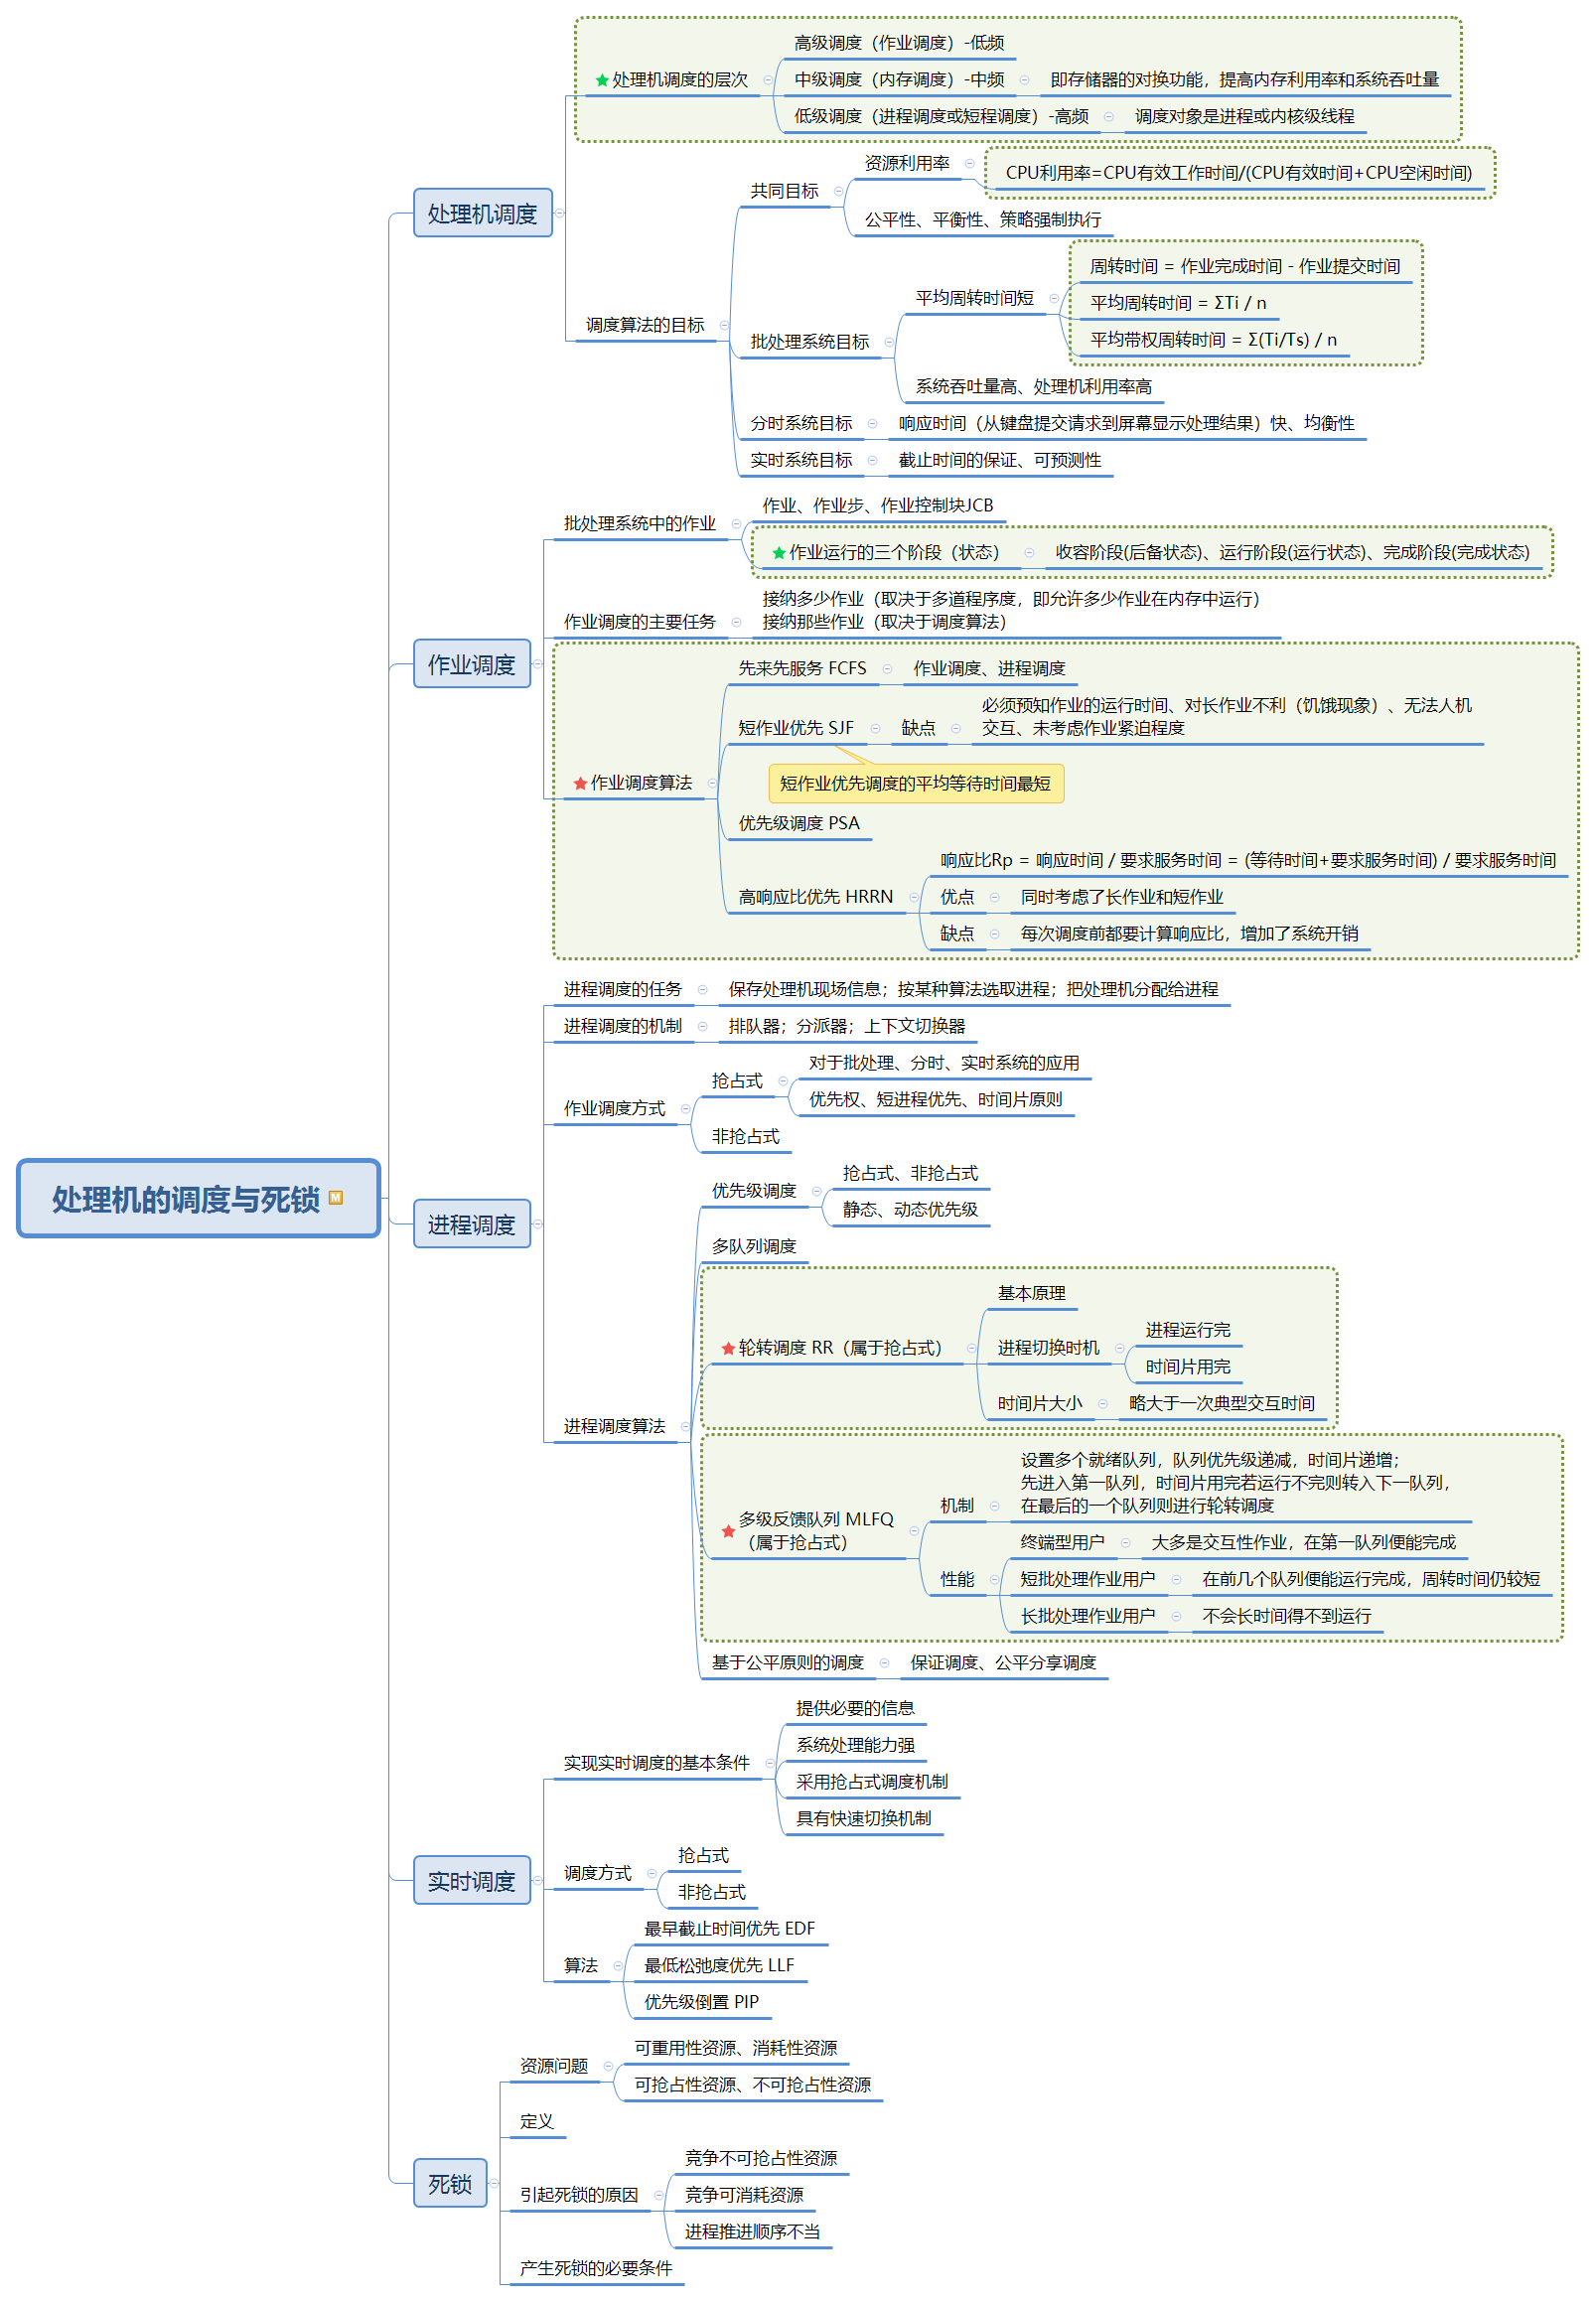 处理机的调度与死锁
处理机调度
处理机调度的层次
高级调度（作业调度）-低频
中级调度（内存调度）-中频
即存储器的对换功能，提高内存利用率和系统吞吐量
低级调度（进程调度或短程调度）-高频
调度对象是进程或内核级线程
调度算法的目标
共同目标
资源利用率
CPU利用率=CPU有效工作时间/(CPU有效时间+CPU空闲时间)
公平性、平衡性、策略强制执行
批处理系统目标
平均周转时间短
周转时间 = 作业完成时间 - 作业提交时间
平均周转时间 = ΣTi / n
平均带权周转时间 = Σ(Ti/Ts) / n
系统吞吐量高、处理机利用率高
分时系统目标
响应时间（从键盘提交请求到屏幕显示处理结果）快、均衡性
实时系统目标
截止时间的保证、可预测性
作业调度
批处理系统中的作业
作业、作业步、作业控制块JCB
作业运行的三个阶段（状态）
收容阶段(后备状态)、运行阶段(运行状态)、完成阶段(完成状态)
作业调度的主要任务
接纳多少作业（取决于多道程序度，即允许多少作业在内存中运行）
接纳那些作业（取决于调度算法）
作业调度算法
先来先服务 FCFS
作业调度、进程调度
短作业优先 SJF
缺点
必须预知作业的运行时间、对长作业不利（饥饿现象）、无法人机
交互、未考虑作业紧迫程度
短作业优先调度的平均等待时间最短
优先级调度 PSA
高响应比优先 HRRN
响应比Rp = 响应时间 / 要求服务时间 = (等待时间+要求服务时间) / 要求服务时间
优点
同时考虑了长作业和短作业
缺点
每次调度前都要计算响应比，增加了系统开销
进程调度
进程调度的任务
保存处理机现场信息；按某种算法选取进程；把处理机分配给进程
进程调度的机制
排队器；分派器；上下文切换器
作业调度方式
抢占式
对于批处理、分时、实时系统的应用
优先权、短进程优先、时间片原则
非抢占式
进程调度算法
优先级调度
抢占式、非抢占式
静态、动态优先级
多队列调度
轮转调度 RR（属于抢占式）
基本原理
进程切换时机
进程运行完
时间片用完
时间片大小
略大于一次典型交互时间
多级反馈队列 MLFQ
（属于抢占式）
机制
设置多个就绪队列，队列优先级递减，时间片递增；
先进入第一队列，时间片用完若运行不完则转入下一队列，
在最后的一个队列则进行轮转调度
性能
终端型用户
大多是交互性作业，在第一队列便能完成
短批处理作业用户
在前几个队列便能运行完成，周转时间仍较短
长批处理作业用户
不会长时间得不到运行
基于公平原则的调度
保证调度、公平分享调度
实时调度
实现实时调度的基本条件
提供必要的信息
系统处理能力强
采用抢占式调度机制
具有快速切换机制
调度方式
抢占式
非抢占式
算法
最早截止时间优先 EDF
最低松弛度优先 LLF
优先级倒置 PIP
死锁
资源问题
可重用性资源、消耗性资源
可抢占性资源、不可抢占性资源
定义
引起死锁的原因
竞争不可抢占性资源
竞争可消耗资源
进程推进顺序不当
产生死锁的必要条件